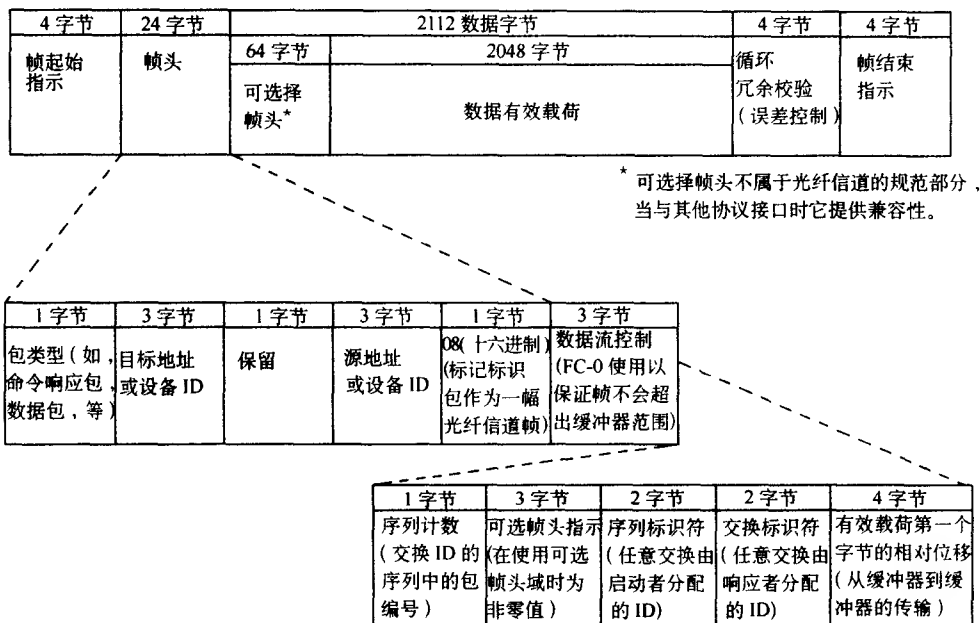 4 字节 24 字节 2112 数据字节 4 字节 4 字节
帧起始
指示
帧头
64 字节 2048 字节
可选择
帧头*
数据有效载荷
循环
冗余校验
(误差控制)
帧结束
指示
* 可选择帧头不属于光纤信道的规范部分,
当与其他协议接口时它提供兼容性。
1 字节 3 字节 1 字节 3 字节 1 字节 3 字节
包类型(如,
命令响应包,
数据包,等)
目标地址
或设备 ID
保留
源地址
或设备 ID
08(十六进制)
(标记标识
包作为一幅
光纤信道帧)
数据流控制
(FC-0 使用以
保证帧不会超
出缓冲器范围)
1 字节 3 字节 2 字节 2 字节 4 字节
序列计数
(交换 ID 的
序列中的包
编号)
可选帧头指示
(在使用可选
帧头域时为
非零值)
序列标识符
(任意交换由
启动者分配
的 ID)
交换标识符
(任意交换由
响应者分配
的 ID)
有效载荷第一个
字节的相对位移
(从缓冲器到缓
冲器的传输)